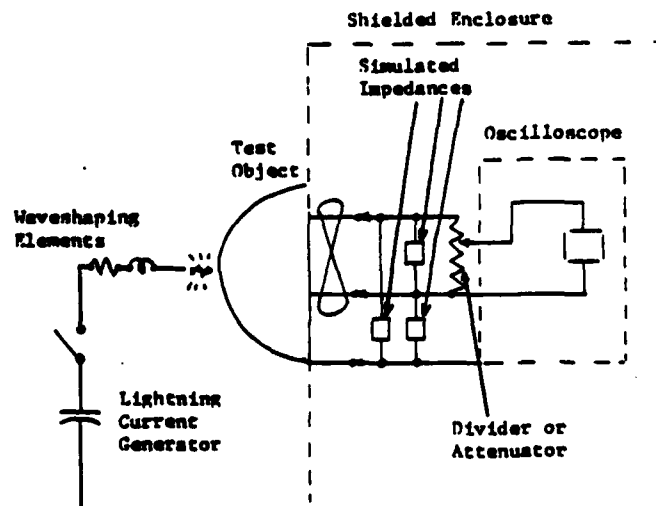 Shielded Enclosure
Simulated
Impedances
Oscilloscope
Test
Object
Waveshaping
Elements
Lightning
Current
Generator
Divider or
Attenuator